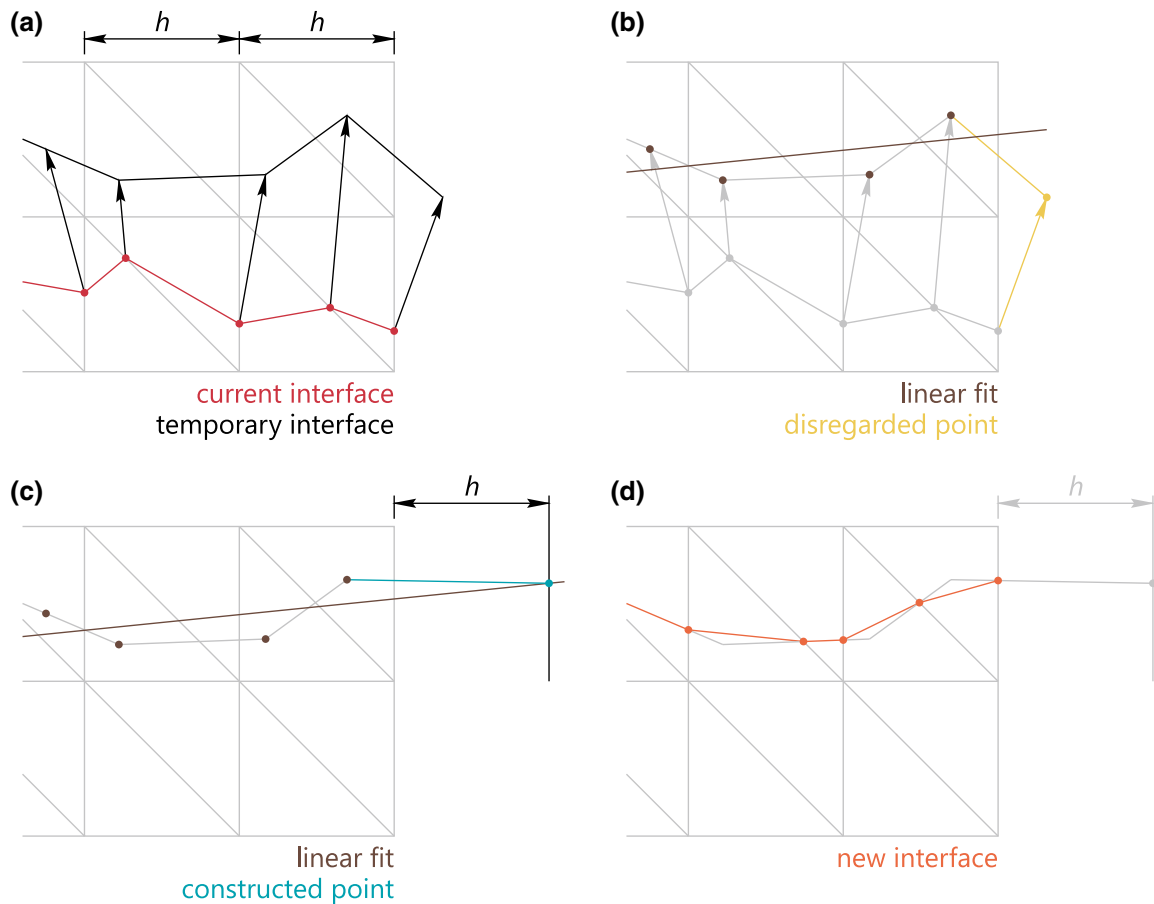 (a)
h
h
current interface
temporary interface
(b)
linear fit
disregarded point
(c)
h
linear fit
constructed point
(d)
h
new interface